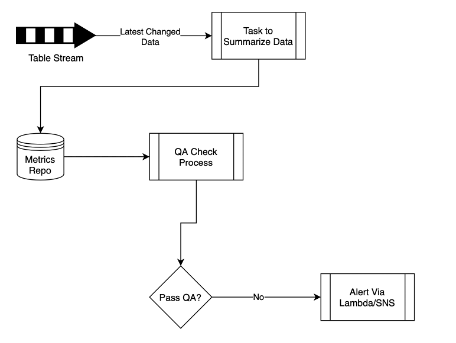 Latest Changed
Data
Task to
Summarize Data
Table Stream
Metrics
Repo
QA Check
Process
Pass QA?
No
Alert Via
Lambda/SNS